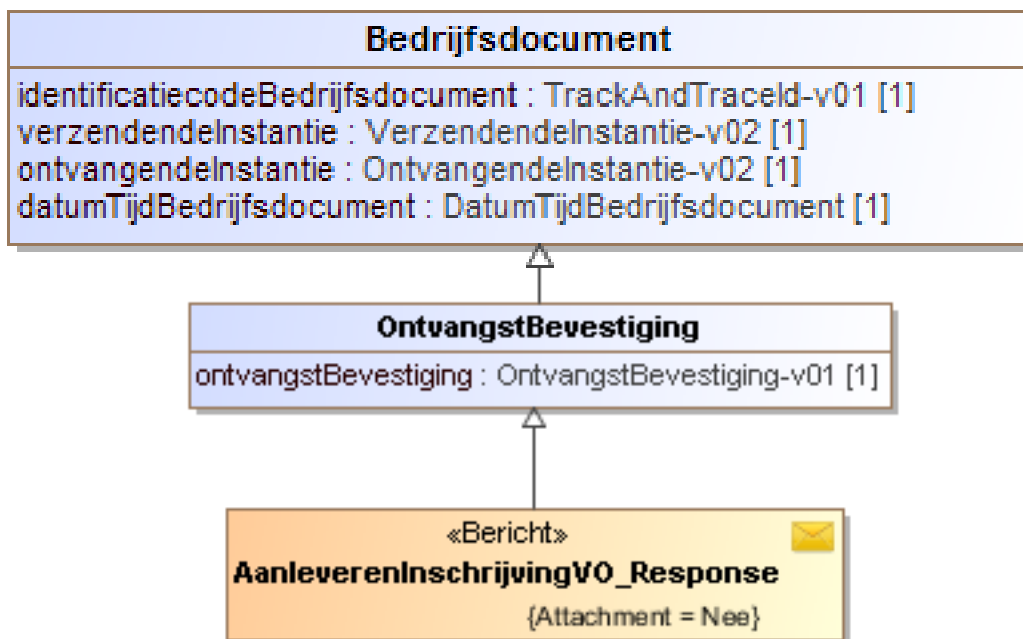 Bedrijfsdocument
identificatiecodeBedrijfsdocument : TrackAndTraceId-v01 [1]
verzendendeInstantie : VerzendendeInstantie-v02 [1]
ontvangendeInstantie : OntvangendeInstantie-v02 [1]
datumTijdBedrijfsdocument : DatumTijdBedrijfsdocument [1]
OntvangstBevestiging
ontvangstBevestiging : OntvangstBevestiging-v01 [1]
«Bericht»
AanleverenInschrijvingVO_Response
{Attachment = Nee}